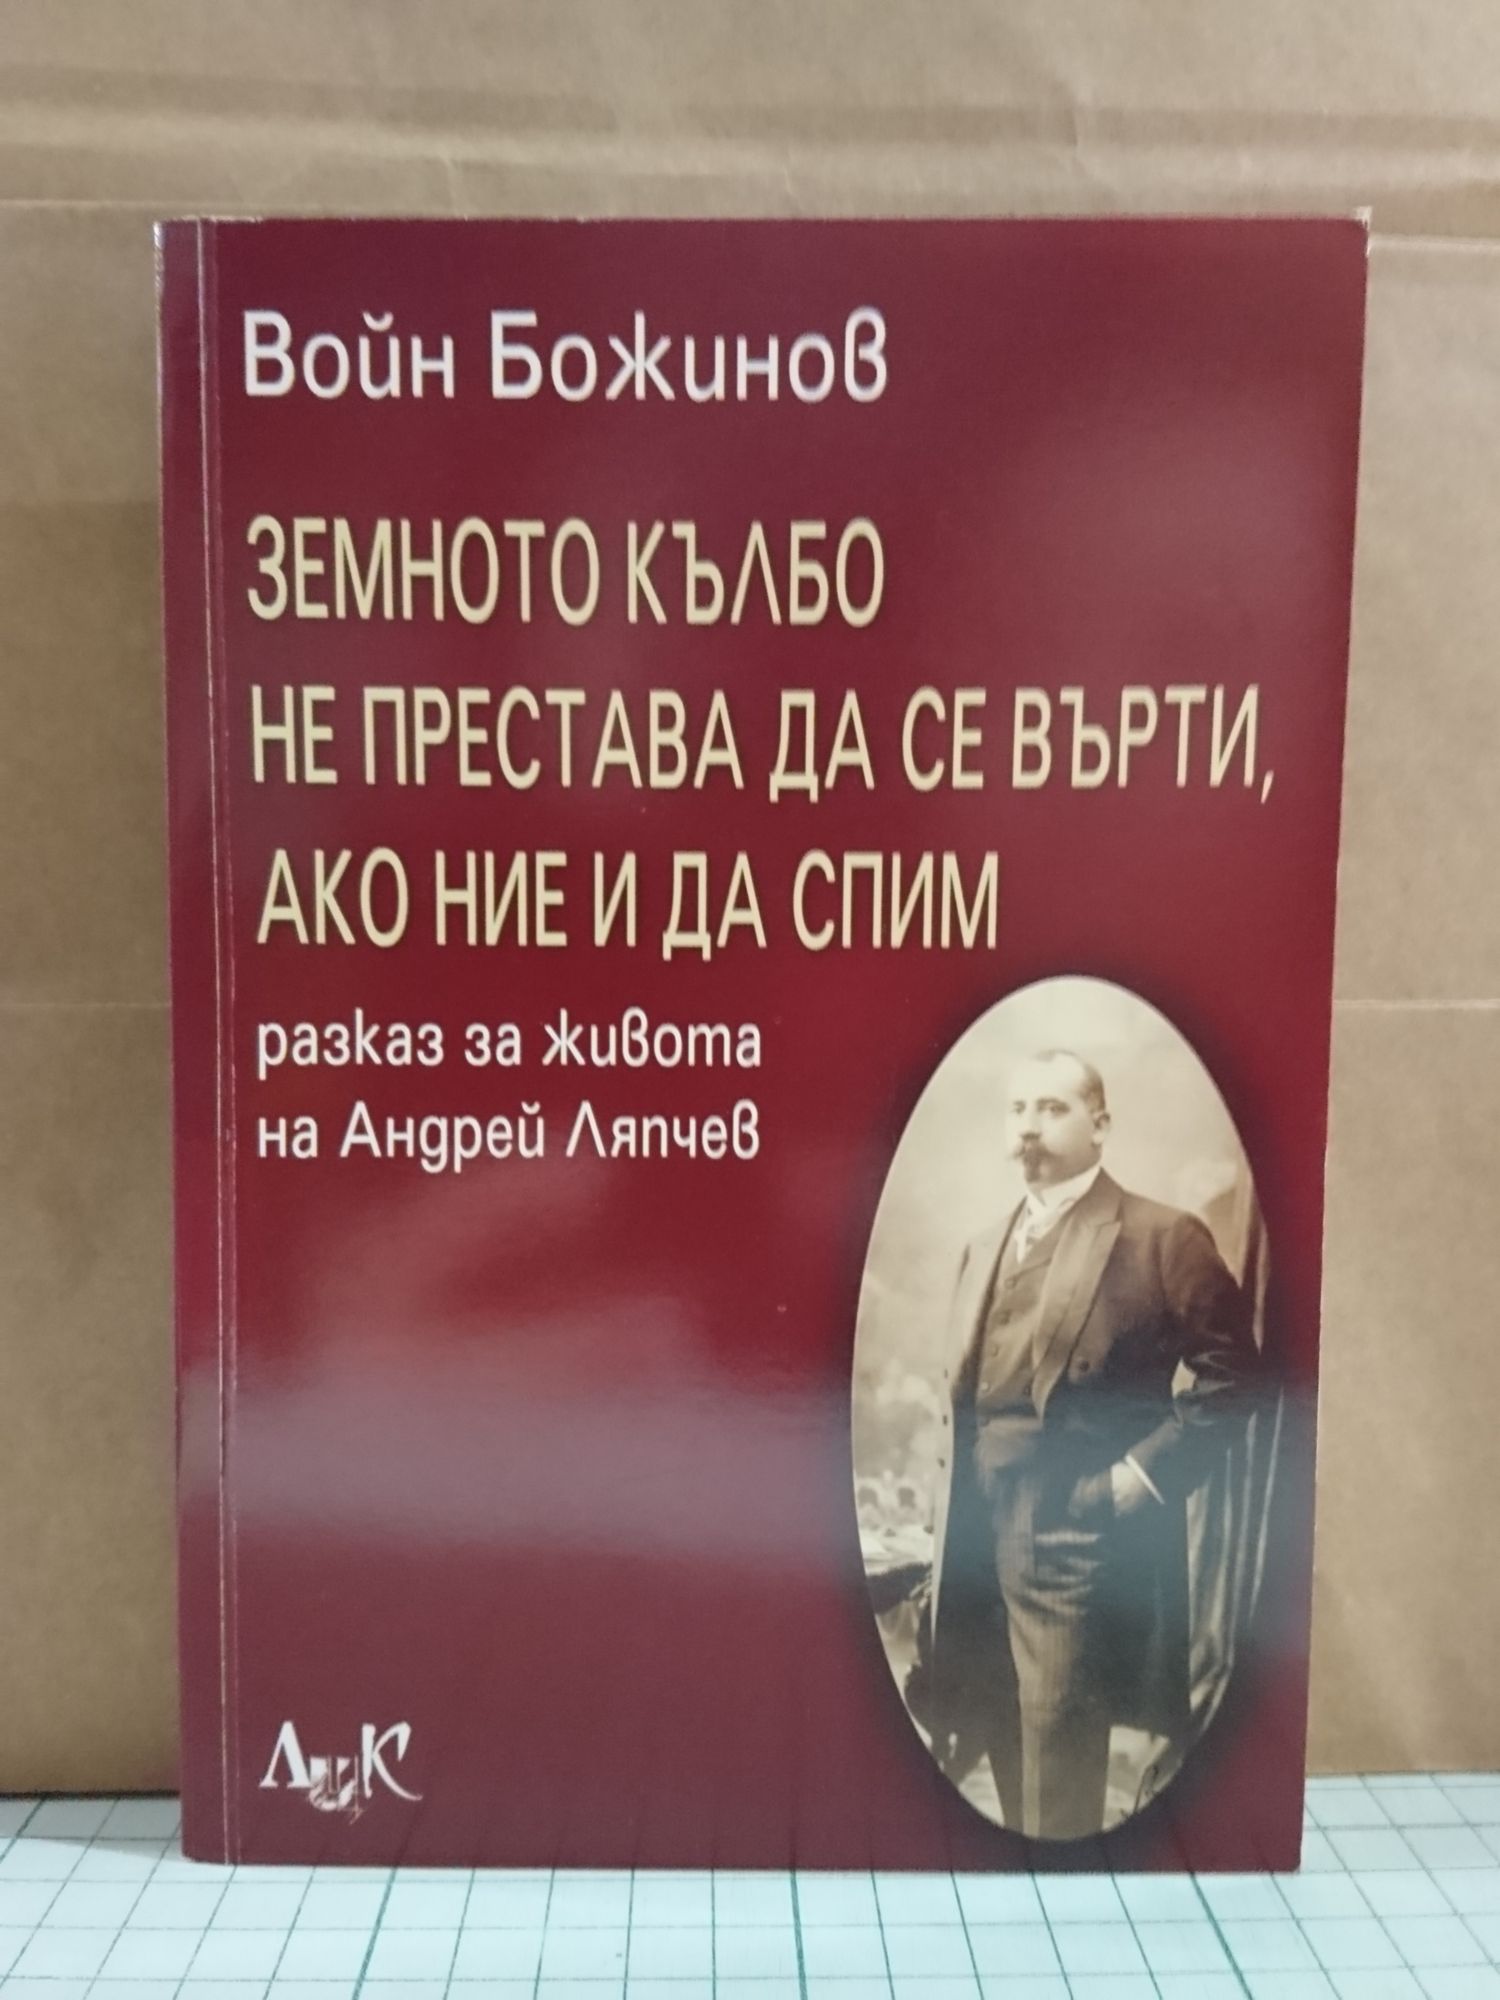 Войн Божинов
ЗЕМНОТО КЪЛБО
НЕ ПРЕСТАВА ДА СЕ ВЪРТИ,
АКО НИЕ И ДА СПИМ
разказ за живота
на Андрей Ляпчев
ЛИК